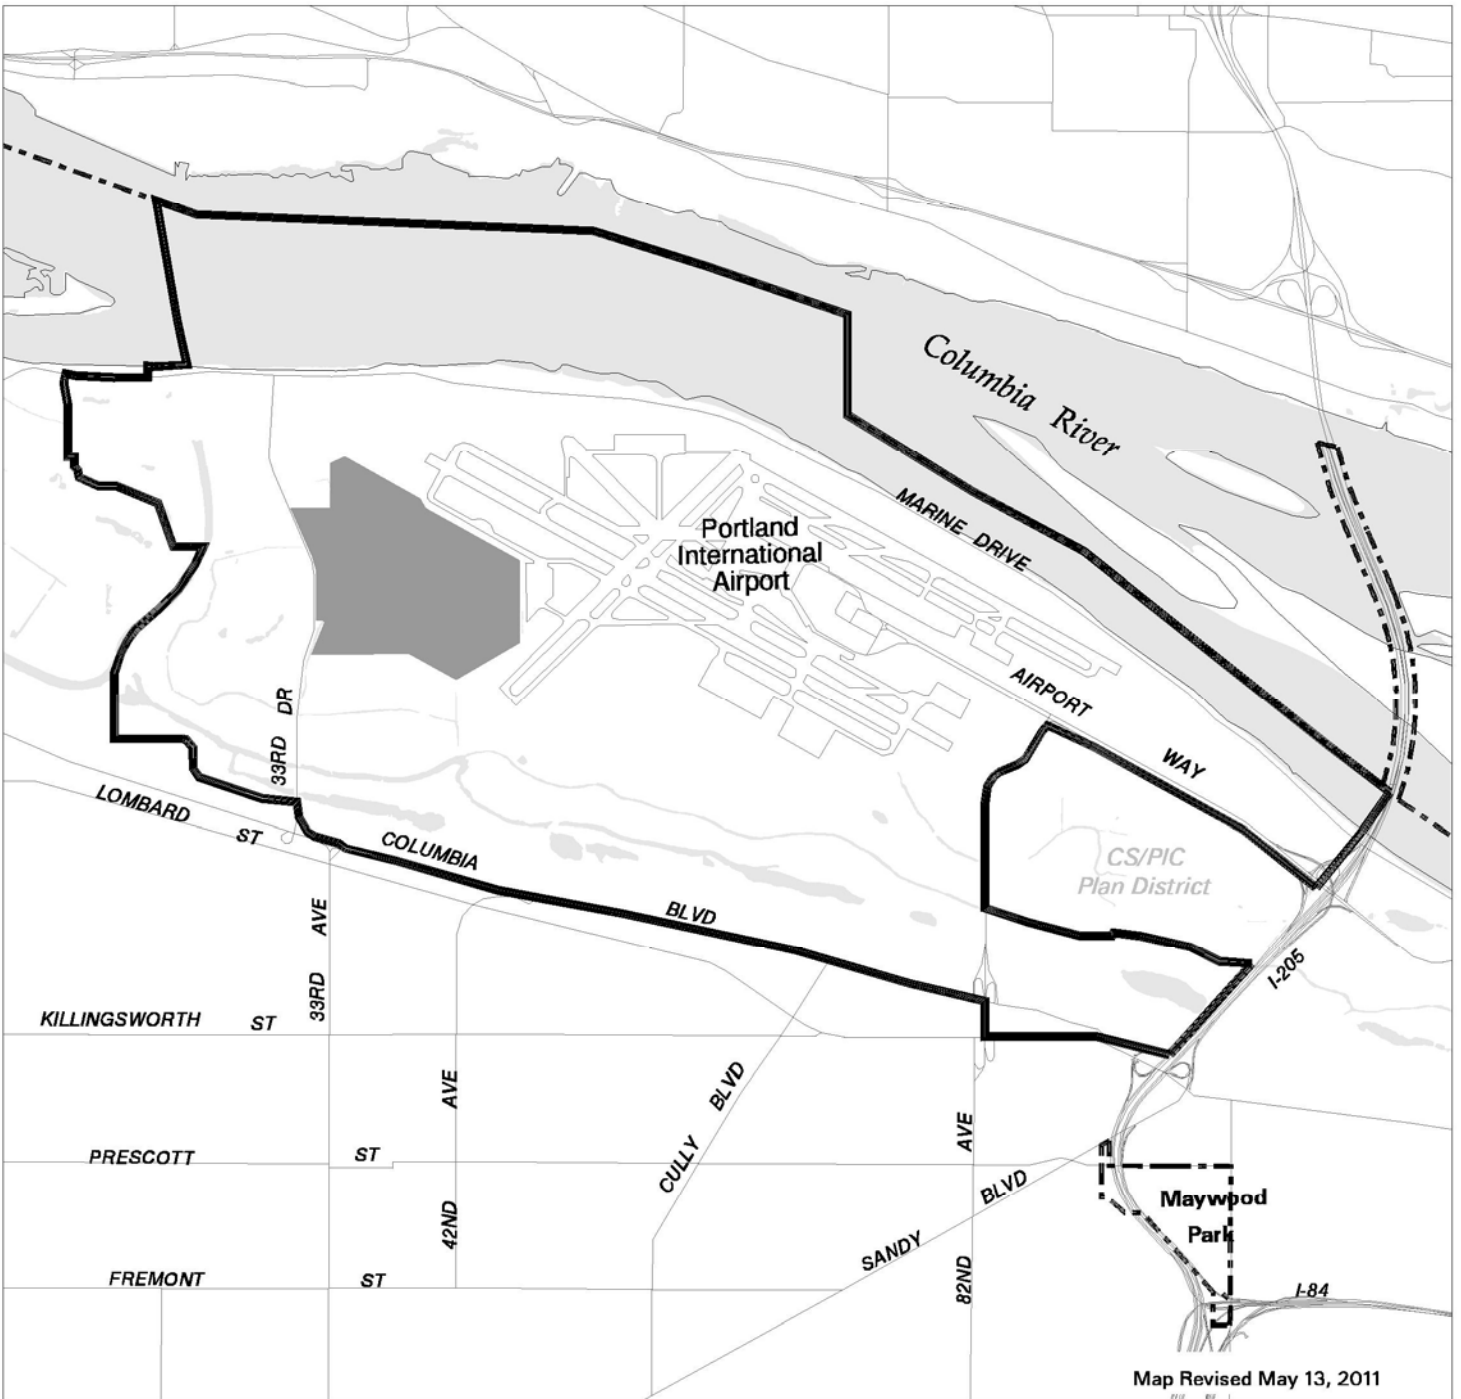 Columbia River
MARINE DRIVE
Portland
International
Airport
AIRPORT
WAY
33RD DR
LOMBARD
ST
COLUMBIA
BLVD
CS/PIC
Plan District
I-205
33RD AVE
KILLINGSWORTH ST
42ND AVE
CULLY BLVD
82ND AVE
PRESCOTT ST
SANDY BLVD
Maywood
Park
FREMONT ST
I-84
Map Revised May 13, 2011